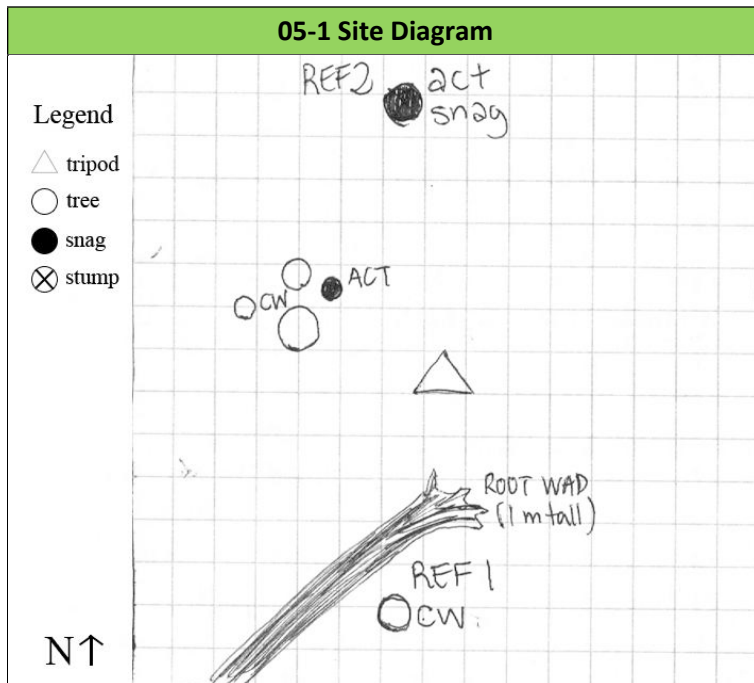 05-1 Site Diagram
REF2 act
snag
Legend
tripod
tree
snag
stump
ACT
CW
ROOT WAD
(1 m tall)
REF 1
CW
N↑